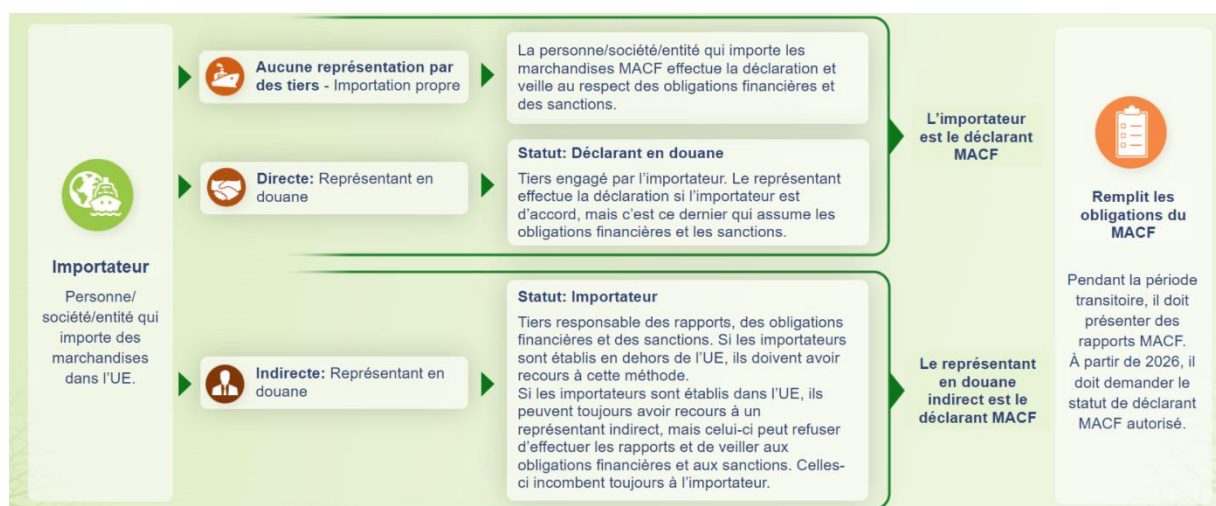 Importateur
Personne/
société/entité qui
importe des
marchandises
dans l'UE.
Aucune représentation par
des tiers - Importation propre
La personne/société/entité qui importe les
marchandises MACF effectue la déclaration et
veille au respect des obligations financières et
des sanctions.
Directe: Représentant en
douane
Statut: Déclarant en douane
Tiers engagé par l'importateur. Le représentant
effectue la déclaration si l'importateur est
d'accord, mais c'est ce dernier qui assume les
obligations financières et les sanctions.
L'importateur
est le déclarant
MACF
Indirecte: Représentant en
douane
Statut: Importateur
Tiers responsable des rapports, des obligations
financières et des sanctions. Si les importateurs
sont établis en dehors de l'UE, ils doivent avoir
recours à cette méthode.
Si les importateurs sont établis dans l'UE, ils
peuvent toujours avoir recours à un
représentant indirect, mais celui-ci peut refuser
d'effectuer les rapports et de veiller aux
obligations financières et aux sanctions. Celles-
ci incombent toujours à l'importateur.
Le représentant
en douane
indirect est le
déclarant MACF
Remplit les
obligations du
MACF
Pendant la période
transitoire, il doit
présenter des
rapports MACF.
À partir de 2026, il
doit demander le
statut de déclarant
MACF autorisé.